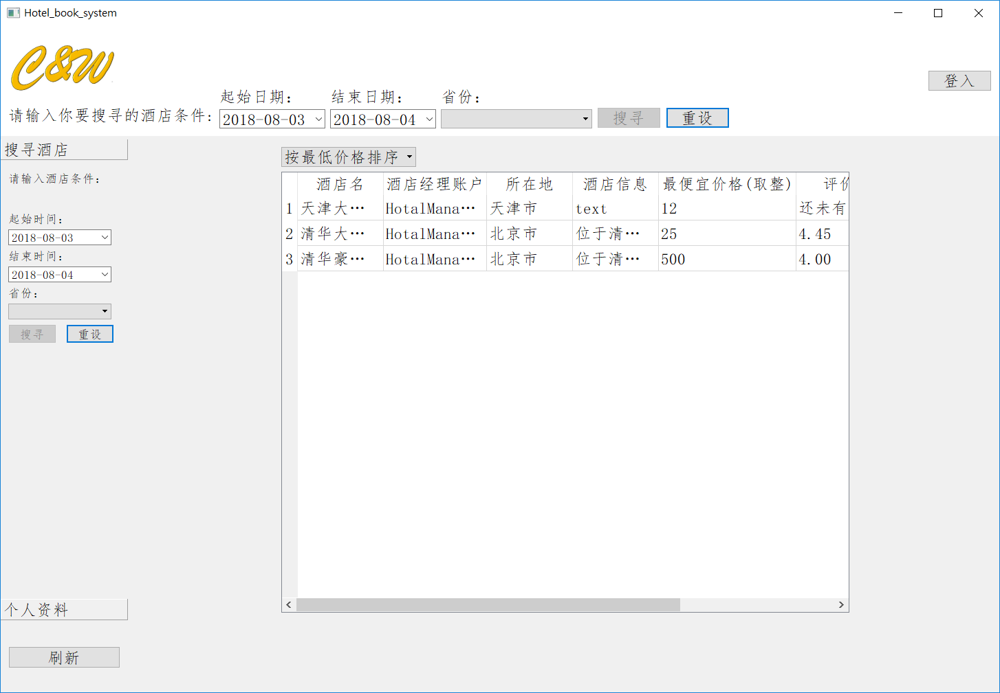 Hotel_book_system
C&W
登入
起始日期： 结束日期： 省份：
请输入你要搜寻的酒店条件: 2018-08-03 2018-08-04 搜寻 重设
搜寻酒店
请输入酒店条件：
起始时间：
2018-08-03
结束时间：
2018-08-04
省份：
搜寻 重设
个人资料
刷新
按最低价格排序
酒店名 酒店经理账户 所在地 酒店信息 最便宜价格(取整) 评价
1 天津大… HotalMana… 天津市 text 12 还未有
2 清华大… HotalMana… 北京市 位于清… 25 4.45
3 清华豪… HotalMana… 北京市 位于清… 500 4.00